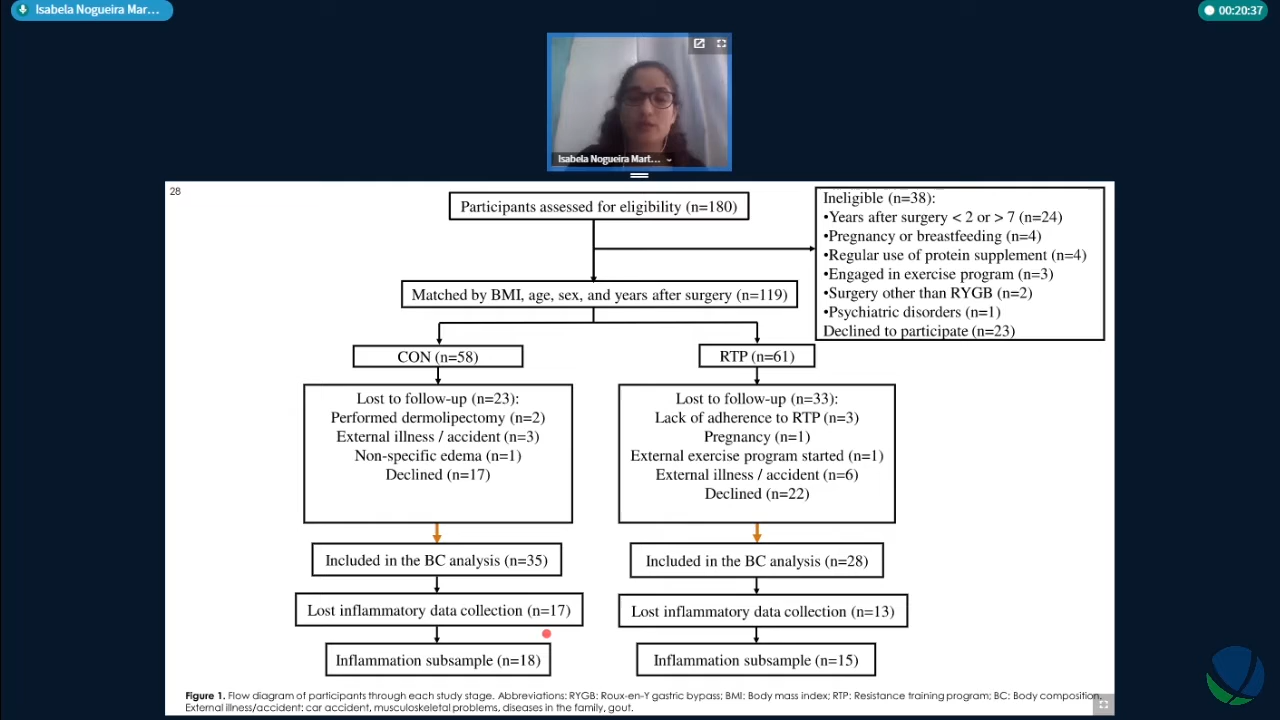 Isabela Nogueira Mar...
00:20:37
Isabela Nogueira Mart...
28
Participants assessed for eligibility (n=180)
Ineligible (n=38):
•Years after surgery < 2 or > 7 (n=24)
•Pregnancy or breastfeeding (n=4)
•Regular use of protein supplement (n=4)
•Engaged in exercise program (n=3)
•Surgery other than RYGB (n=2)
•Psychiatric disorders (n=1)
Declined to participate (n=23)
Matched by BMI, age, sex, and years after surgery (n=119)
CON (n=58)
RTP (n=61)
Lost to follow-up (n=23):
Performed dermolipectomy (n=2)
External illness / accident (n=3)
Non-specific edema (n=1)
Declined (n=17)
Lost to follow-up (n=33):
Lack of adherence to RTP (n=3)
Pregnancy (n=1)
External exercise program started (n=1)
External illness / accident (n=6)
Declined (n=22)
Included in the BC analysis (n=35)
Included in the BC analysis (n=28)
Lost inflammatory data collection (n=17)
Lost inflammatory data collection (n=13)
Inflammation subsample (n=18)
Inflammation subsample (n=15)
Figure 1. Flow diagram of participants through each study stage. Abbreviations: RYGB: Roux-en-Y gastric bypass; BMI: Body mass index; RTP: Resistance training program; BC: Body composition.
External illness/accident: car accident, musculoskeletal problems, diseases in the family, gout.